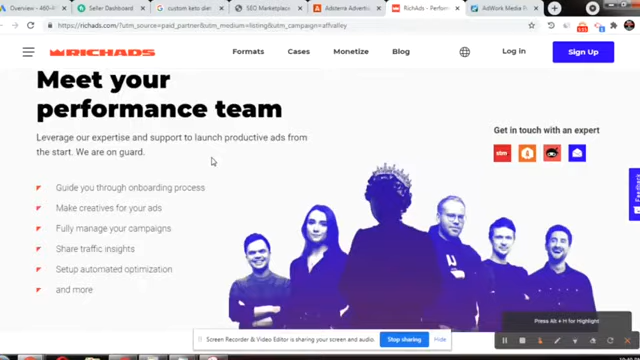 Overview - A60-R
Seller Dashboard
custom keto diet
SEO Marketplace
Adsterra Advertis
RichAds - Perform
AdWork Media P
richads.com/?utm_source=paid_partner&utm_medium=listing&utm_campaign=affvalley
RICHADS
Formats
Cases
Monetize
Blog
Log in
Sign Up
Meet your
performance team
Leverage our expertise and support to launch productive ads from
the start. We are on guard.
Get in touch with an expert
Guide you through onboarding process
Make creatives for your ads
Fully manage your campaigns
Share traffic insights
Setup automated optimization
and more
Feedback
Press Alt + H for Highlight
Screen Recorder & Video Editor is sharing your screen and audio.
Stop sharing
Hide